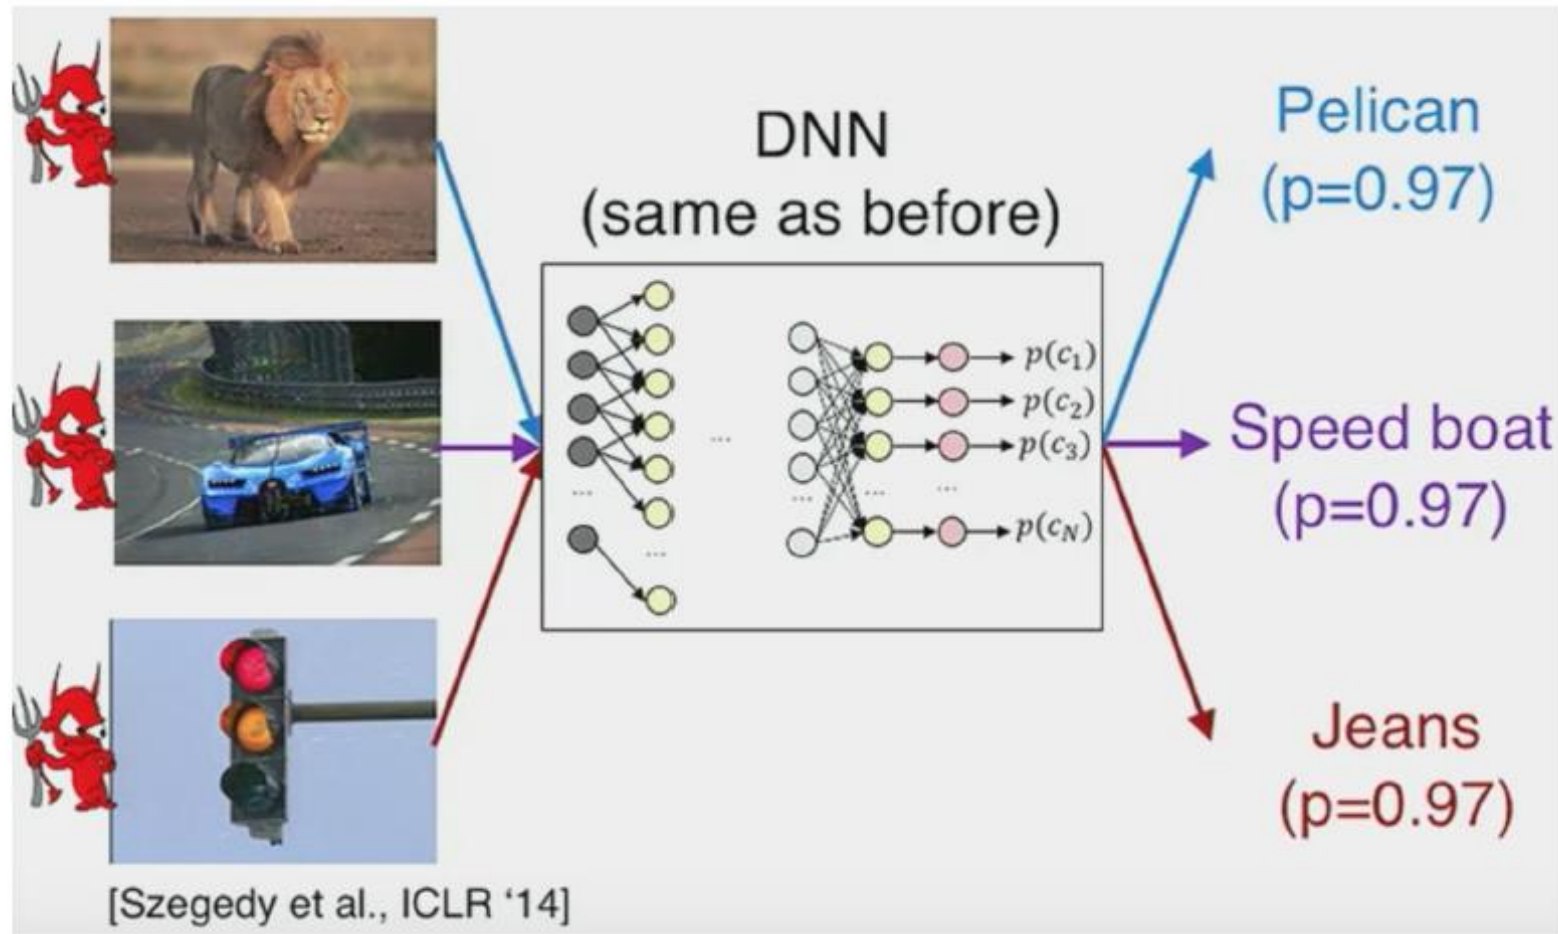 DNN
(same as before)
Pelican
(p=0.97)
p(c₁)
p(c₂)
p(c₃)
...
p(c_N)
Speed boat
(p=0.97)
Jeans
(p=0.97)
[Szegedy et al., ICLR ‘14]